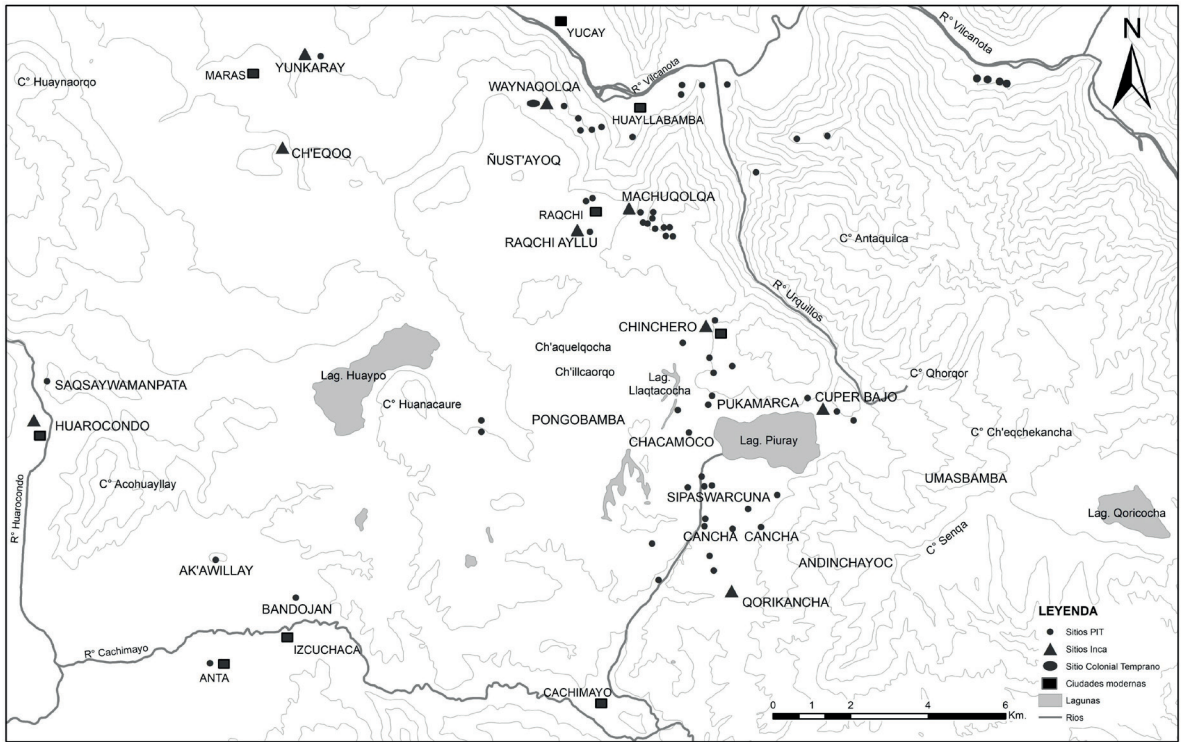 YUCAY
R° Vilcanota
N
C° Huaynaorqo
MARAS
YUNKARAY
WAYNAQOLQA
R° Vilcanota
HUAYLLABAMBA
CH'EQOQ
ÑUST'AYOQ
MACHUQOLQA
RAQCHI
RAQCHI AYLLU
C° Antaquilca
R° Urquillos
CHINCHERO
Ch'aquelqocha
Lag. Huaypo
Ch'illcaorqo
Lag.
Llaqtacocha
C° Qhorqor
SAQSAYWAMANPATA
C° Huanacaure
PUKAMARCA
CUPER BAJO
HUAROCONDO
PONGOBAMBA
CHACAMOCO
Lag. Piuray
C° Ch'eqchekancha
C° Acohuayllay
UMASBAMBA
SIPASWARCUNA
Lag. Qoricocha
R° Huarocondo
CANCHA CANCHA
C° Senqa
AK'AWILLAY
ANDINCHAYOC
BANDOJAN
QORIKANCHA
R° Cachimayo
IZCUCHACA
ANTA
CACHIMAYO
LEYENDA
Sitios PIT
Sitios Inca
Sitio Colonial Temprano
Ciudades modernas
Lagunas
Rios
0 1 2 4 6
Km.